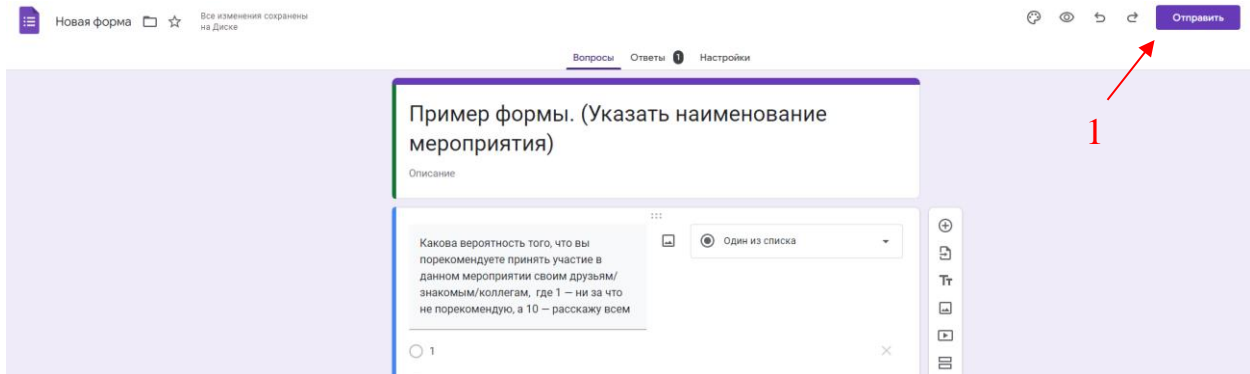 Новая форма
Все изменения сохранены
на Диске
Отправить
Вопросы Ответы 1 Настройки
1
Пример формы. (Указать наименование
мероприятия)
Описание
Какова вероятность того, что вы
порекомендуете принять участие в
данном мероприятии своим друзьям/
знакомым/коллегам, где 1 — ни за что
не порекомендую, а 10 — расскажу всем
Один из списка
Тт
1